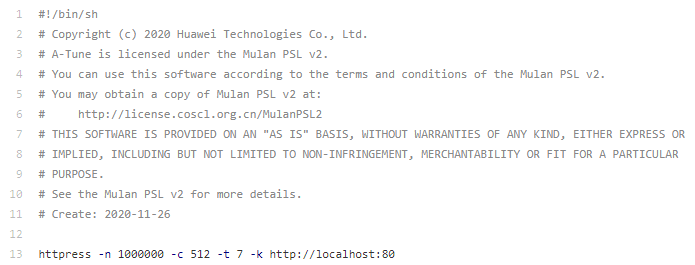 1 #!/bin/sh
2 # Copyright (c) 2020 Huawei Technologies Co., Ltd.
3 # A-Tune is licensed under the Mulan PSL v2.
4 # You can use this software according to the terms and conditions of the Mulan PSL v2.
5 # You may obtain a copy of Mulan PSL v2 at:
6 #     http://license.coscl.org.cn/MulanPSL2
7 # THIS SOFTWARE IS PROVIDED ON AN "AS IS" BASIS, WITHOUT WARRANTIES OF ANY KIND, EITHER EXPRESS OR
8 # IMPLIED, INCLUDING BUT NOT LIMITED TO NON-INFRINGEMENT, MERCHANTABILITY OR FIT FOR A PARTICULAR
9 # PURPOSE.
10 # See the Mulan PSL v2 for more details.
11 # Create: 2020-11-26
12
13 httpress -n 1000000 -c 512 -t 7 -k http://localhost:80